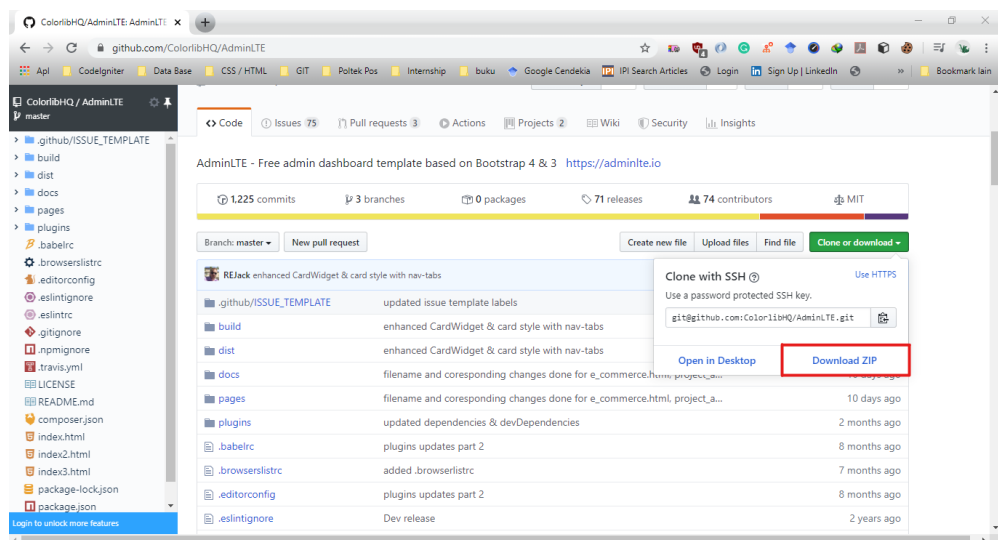 ColorlibHQ/AdminLTE: AdminLTE
github.com/ColorlibHQ/AdminLTE
Apl CodeIgniter Data Base CSS / HTML GIT Poltek Pos Internship buku Google Cendekia IPI IPI Search Articles Login Sign Up | LinkedIn » Bookmark lain
ColorlibHQ / AdminLTE
master
.github/ISSUE_TEMPLATE
build
dist
docs
pages
plugins
.babelrc
.browserslistrc
.editorconfig
.eslintignore
.eslintrc
.gitignore
.npmignore
.travis.yml
LICENSE
README.md
composer.json
index.html
index2.html
index3.html
package-lock.json
package.json
Login to unlock more features
Code Issues 75 Pull requests 3 Actions Projects 2 Wiki Security Insights
AdminLTE - Free admin dashboard template based on Bootstrap 4 & 3 https://adminlte.io
1,225 commits 3 branches 0 packages 71 releases 74 contributors MIT
Branch: master New pull request Create new file Upload files Find file Clone or download
REJack enhanced CardWidget & card style with nav-tabs
Clone with SSH Use HTTPS
Use a password protected SSH key.
git@github.com:ColorlibHQ/AdminLTE.git
Open in Desktop Download ZIP
.github/ISSUE_TEMPLATE updated issue template labels
build enhanced CardWidget & card style with nav-tabs
dist enhanced CardWidget & card style with nav-tabs
docs filename and coresponding changes done for e_commerce.html, project_a... 10 days ago
pages filename and coresponding changes done for e_commerce.html, project_a... 10 days ago
plugins updated dependencies & devDependencies 2 months ago
.babelrc plugins updates part 2 8 months ago
.browserslistrc added .browserlistrc 7 months ago
.editorconfig plugins updates part 2 8 months ago
.eslintignore Dev release 2 years ago